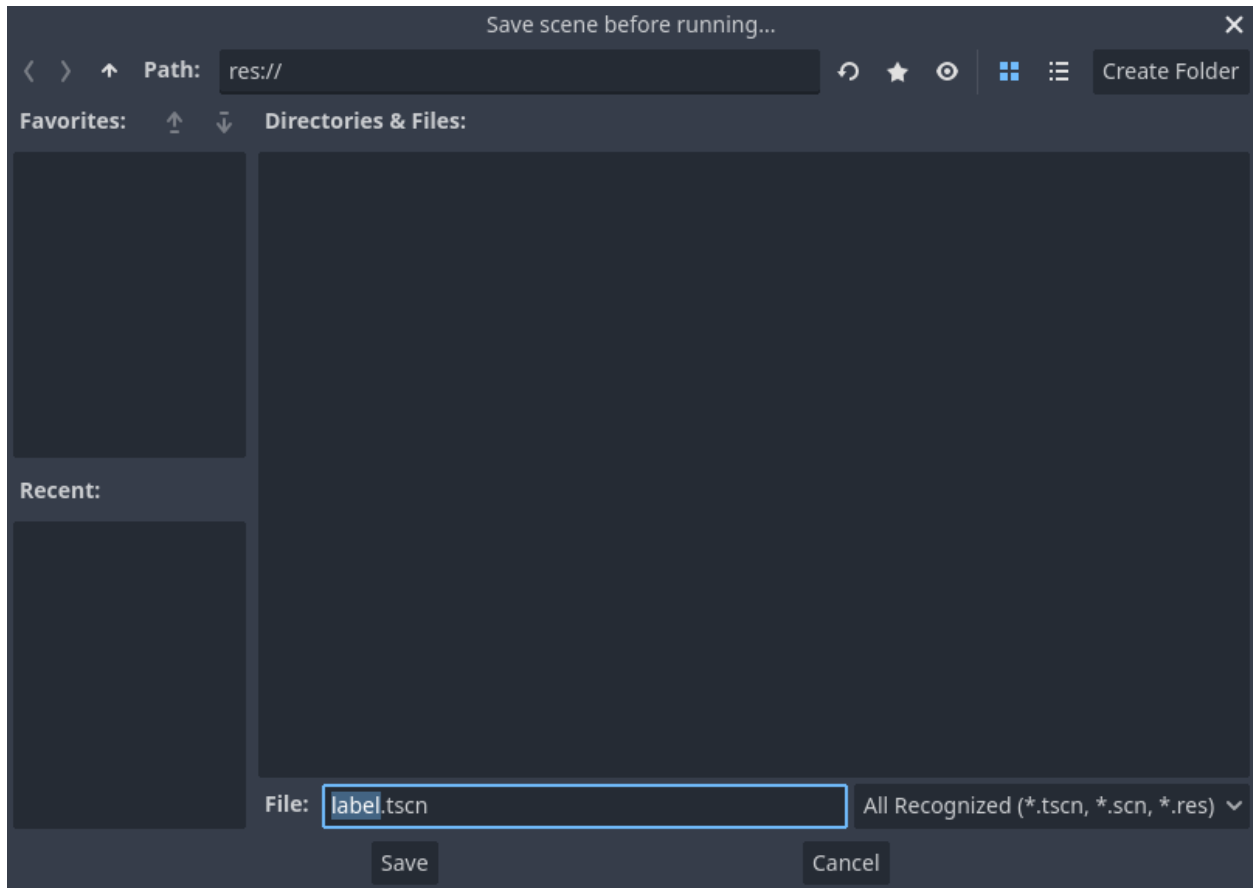 Save scene before running...
Path: res:// Create Folder
Favorites: Directories & Files:
Recent:
File: label.tscn All Recognized (*.tscn, *.scn, *.res)
Save Cancel